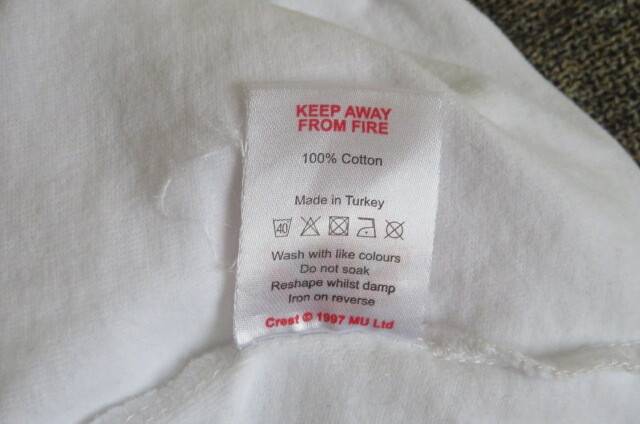 KEEP AWAY
FROM FIRE
100% Cotton
Made in Turkey
40
Wash with like colours
Do not soak
Reshape whilst damp
Iron on reverse
Crest © 1997 MU Ltd